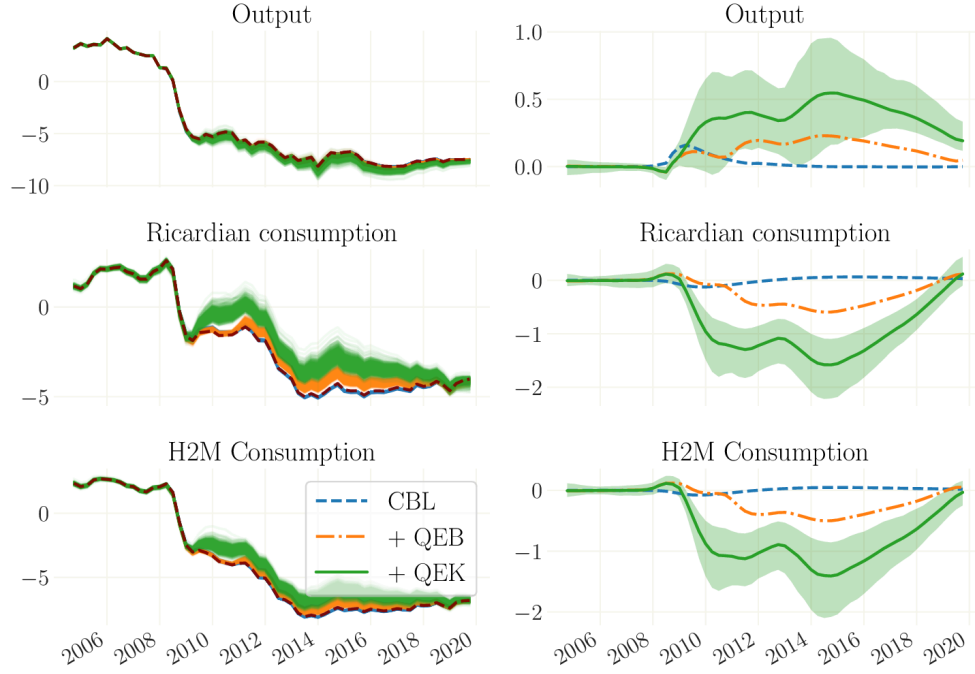 Output
0
−5
−10
Output
1.0
0.5
0.0
Ricardian consumption
0
−5
Ricardian consumption
0
−1
−2
H2M Consumption
0
−5
CBL
+ QEB
+ QEK
2006 2008 2010 2012 2014 2016 2018 2020
H2M Consumption
0
−1
−2
2006 2008 2010 2012 2014 2016 2018 2020